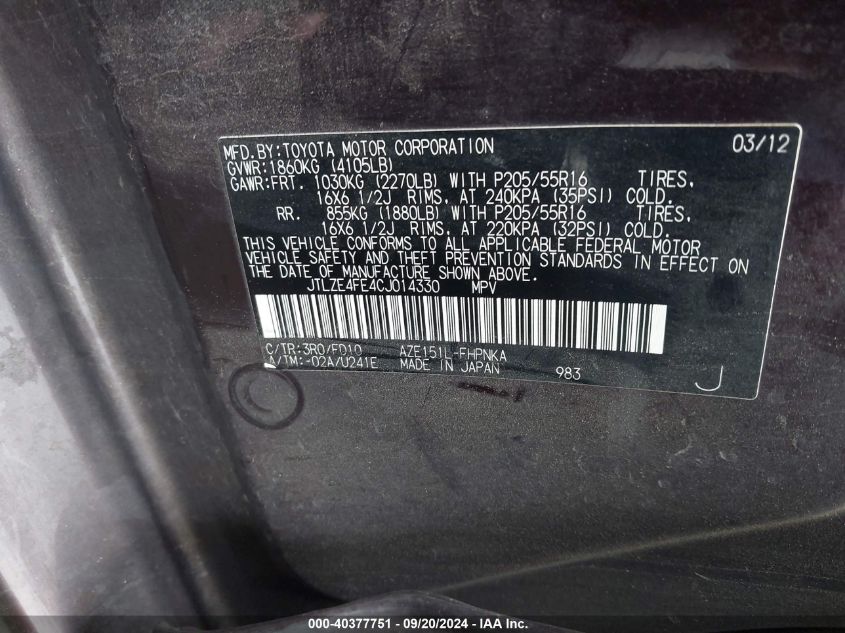 MFD.BY:TOYOTA MOTOR CORPORATION 03/12
GVWR:1860KG (4105LB)
GAWR:FRT. 1030KG (2270LB) WITH P205/55R16 TIRES,
16X6 1/2J RIMS, AT 240KPA (35PSI) COLD.
RR. 855KG (1880LB) WITH P205/55R16 TIRES,
16X6 1/2J RIMS, AT 220KPA (32PSI) COLD.
THIS VEHICLE CONFORMS TO ALL APPLICABLE FEDERAL MOTOR
VEHICLE SAFETY AND THEFT PREVENTION STANDARDS IN EFFECT ON
THE DATE OF MANUFACTURE SHOWN ABOVE.
JTLZE4FE4CJ014330 MPV
C/TR:3R0/FD10 AZE151L-FHPNKA
A/TM:-02A/U241E MADE IN JAPAN 983 J
000-40377751 - 09/20/2024 - IAAI.COM